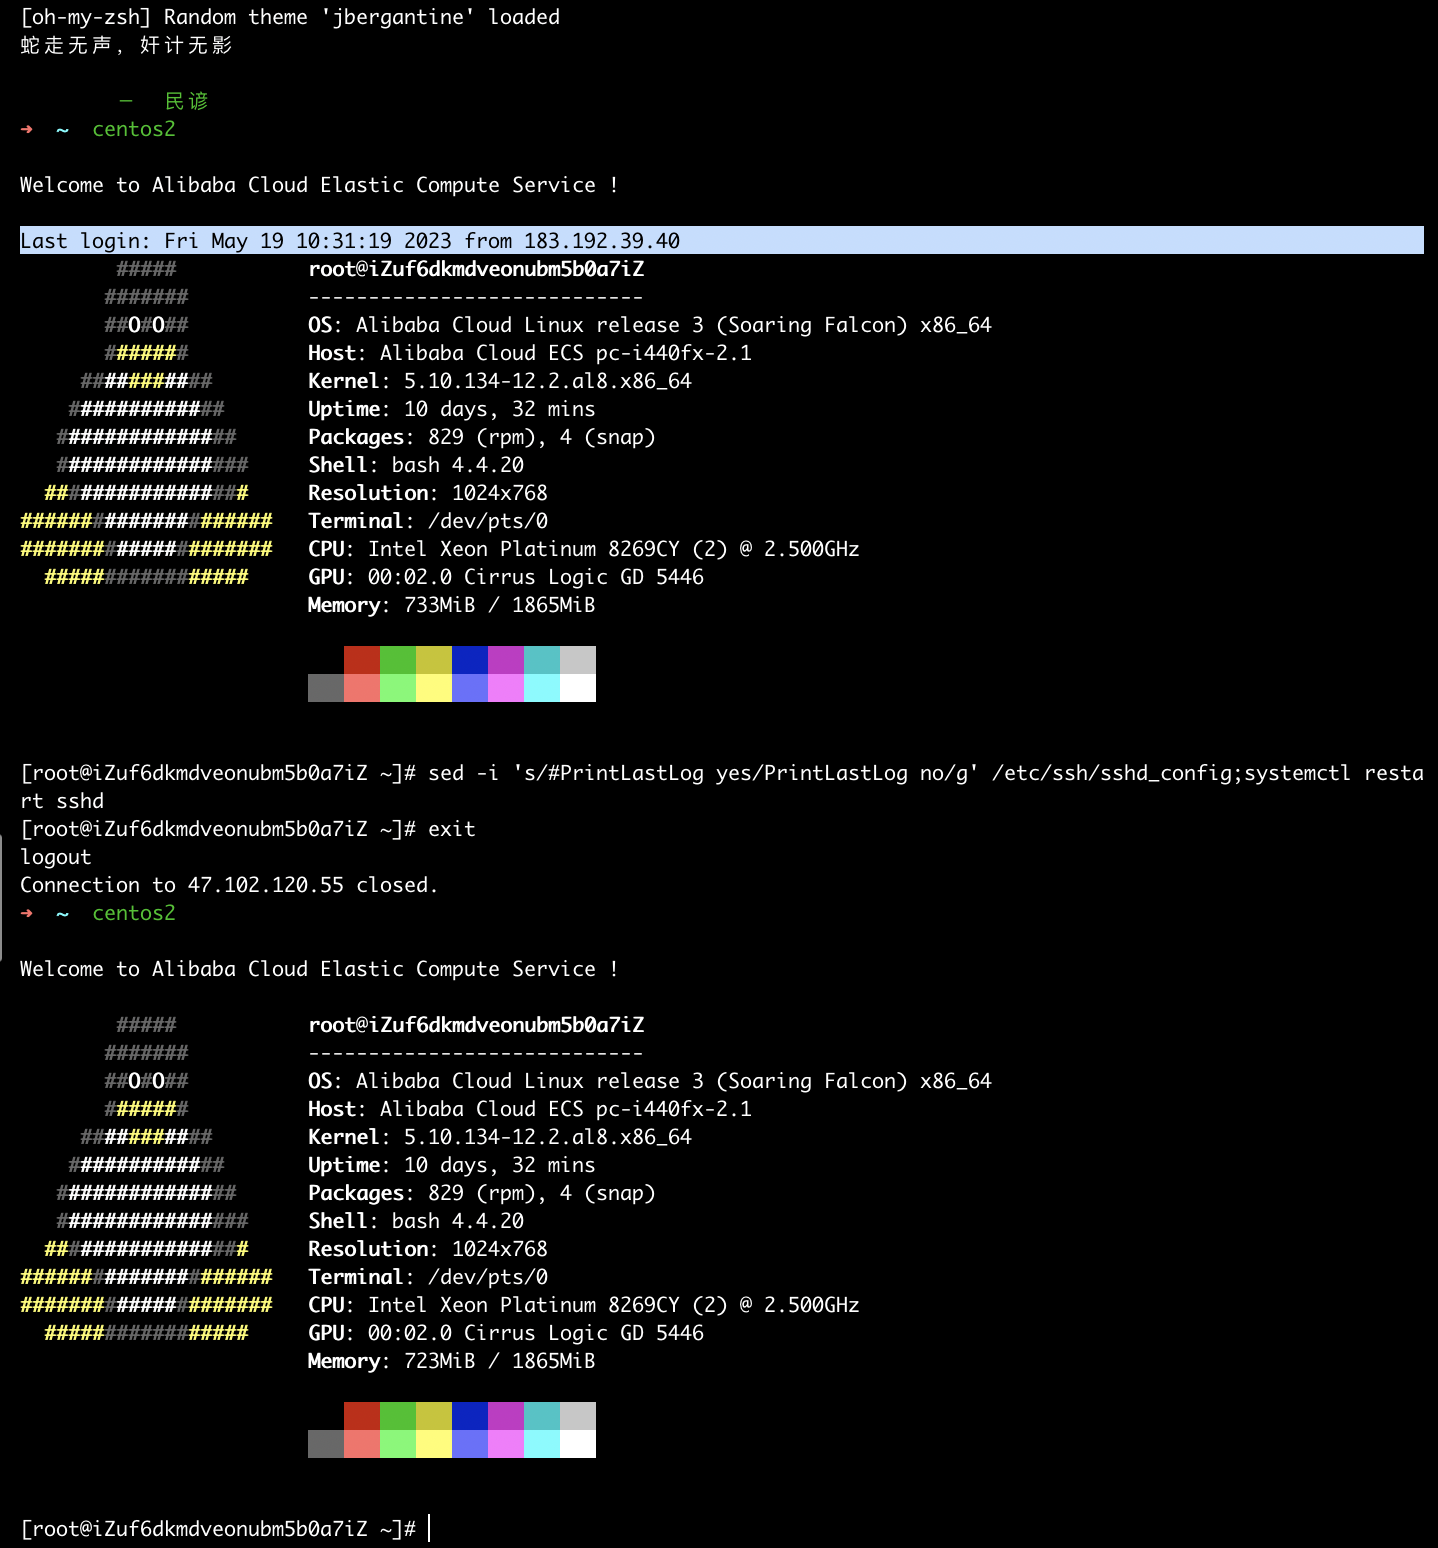 [oh-my-zsh] Random theme 'jbergantine' loaded
蛇走无声，奸计无影
—  民谚
➜  ~  centos2
Welcome to Alibaba Cloud Elastic Compute Service !
Last login: Fri May 19 10:31:19 2023 from 183.192.39.40
        #####           root@iZuf6dkmdveonubm5b0a7iZ
       #######          ----------------------------
       ##O#O##          OS: Alibaba Cloud Linux release 3 (Soaring Falcon) x86_64
       #######          Host: Alibaba Cloud ECS pc-i440fx-2.1
     ###########        Kernel: 5.10.134-12.2.al8.x86_64
    #############       Uptime: 10 days, 32 mins
   ###############      Packages: 829 (rpm), 4 (snap)
   ################     Shell: bash 4.4.20
  #################     Resolution: 1024x768
#####################   Terminal: /dev/pts/0
#####################   CPU: Intel Xeon Platinum 8269CY (2) @ 2.500GHz
  #################     GPU: 00:02.0 Cirrus Logic GD 5446
                        Memory: 733MiB / 1865MiB
[root@iZuf6dkmdveonubm5b0a7iZ ~]# sed -i 's/#PrintLastLog yes/PrintLastLog no/g' /etc/ssh/sshd_config;systemctl resta
rt sshd
[root@iZuf6dkmdveonubm5b0a7iZ ~]# exit
logout
Connection to 47.102.120.55 closed.
➜  ~  centos2
Welcome to Alibaba Cloud Elastic Compute Service !
        #####           root@iZuf6dkmdveonubm5b0a7iZ
       #######          ----------------------------
       ##O#O##          OS: Alibaba Cloud Linux release 3 (Soaring Falcon) x86_64
       #######          Host: Alibaba Cloud ECS pc-i440fx-2.1
     ###########        Kernel: 5.10.134-12.2.al8.x86_64
    #############       Uptime: 10 days, 32 mins
   ###############      Packages: 829 (rpm), 4 (snap)
   ################     Shell: bash 4.4.20
  #################     Resolution: 1024x768
#####################   Terminal: /dev/pts/0
#####################   CPU: Intel Xeon Platinum 8269CY (2) @ 2.500GHz
  #################     GPU: 00:02.0 Cirrus Logic GD 5446
                        Memory: 723MiB / 1865MiB
[root@iZuf6dkmdveonubm5b0a7iZ ~]#